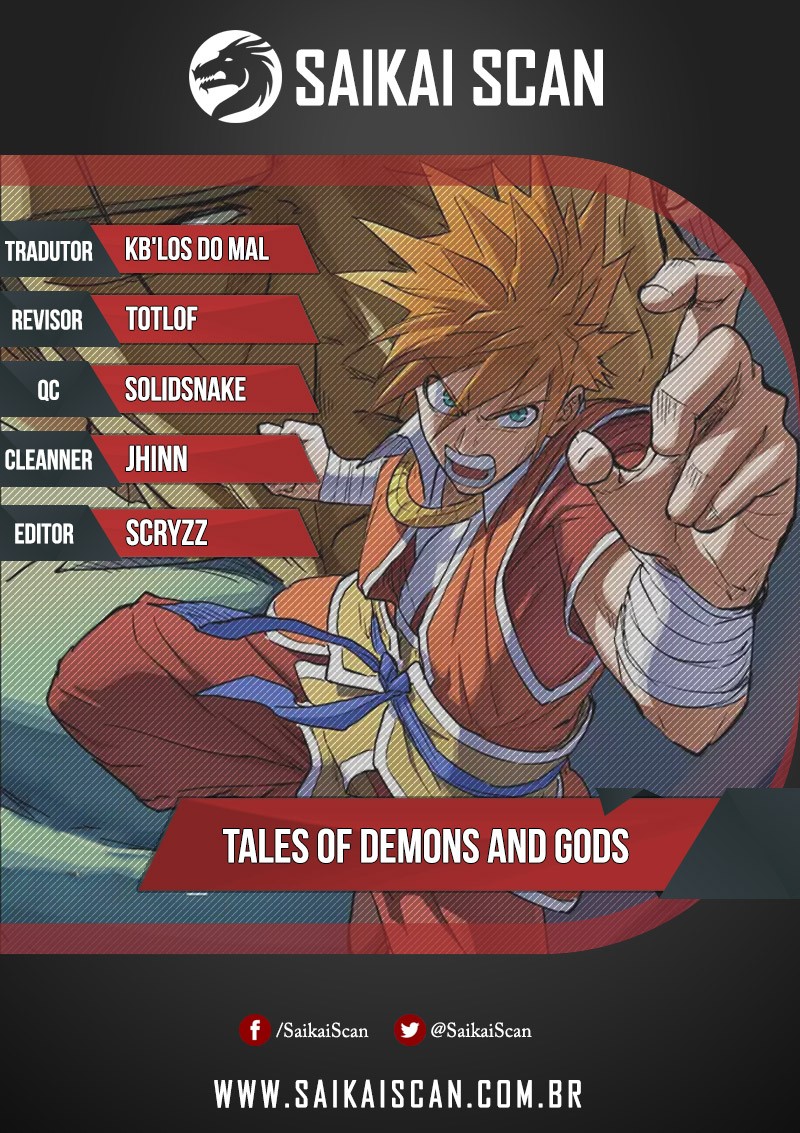 SAIKAI SCAN
TRADUTOR KB'LOS DO MAL
REVISOR TOTLOF
QC SOLIDSNAKE
CLEANNER JHINN
EDITOR SCRYZZ
TALES OF DEMONS AND GODS
/SaikaiScan @SaikaiScan
WWW.SAIKAISCAN.COM.BR